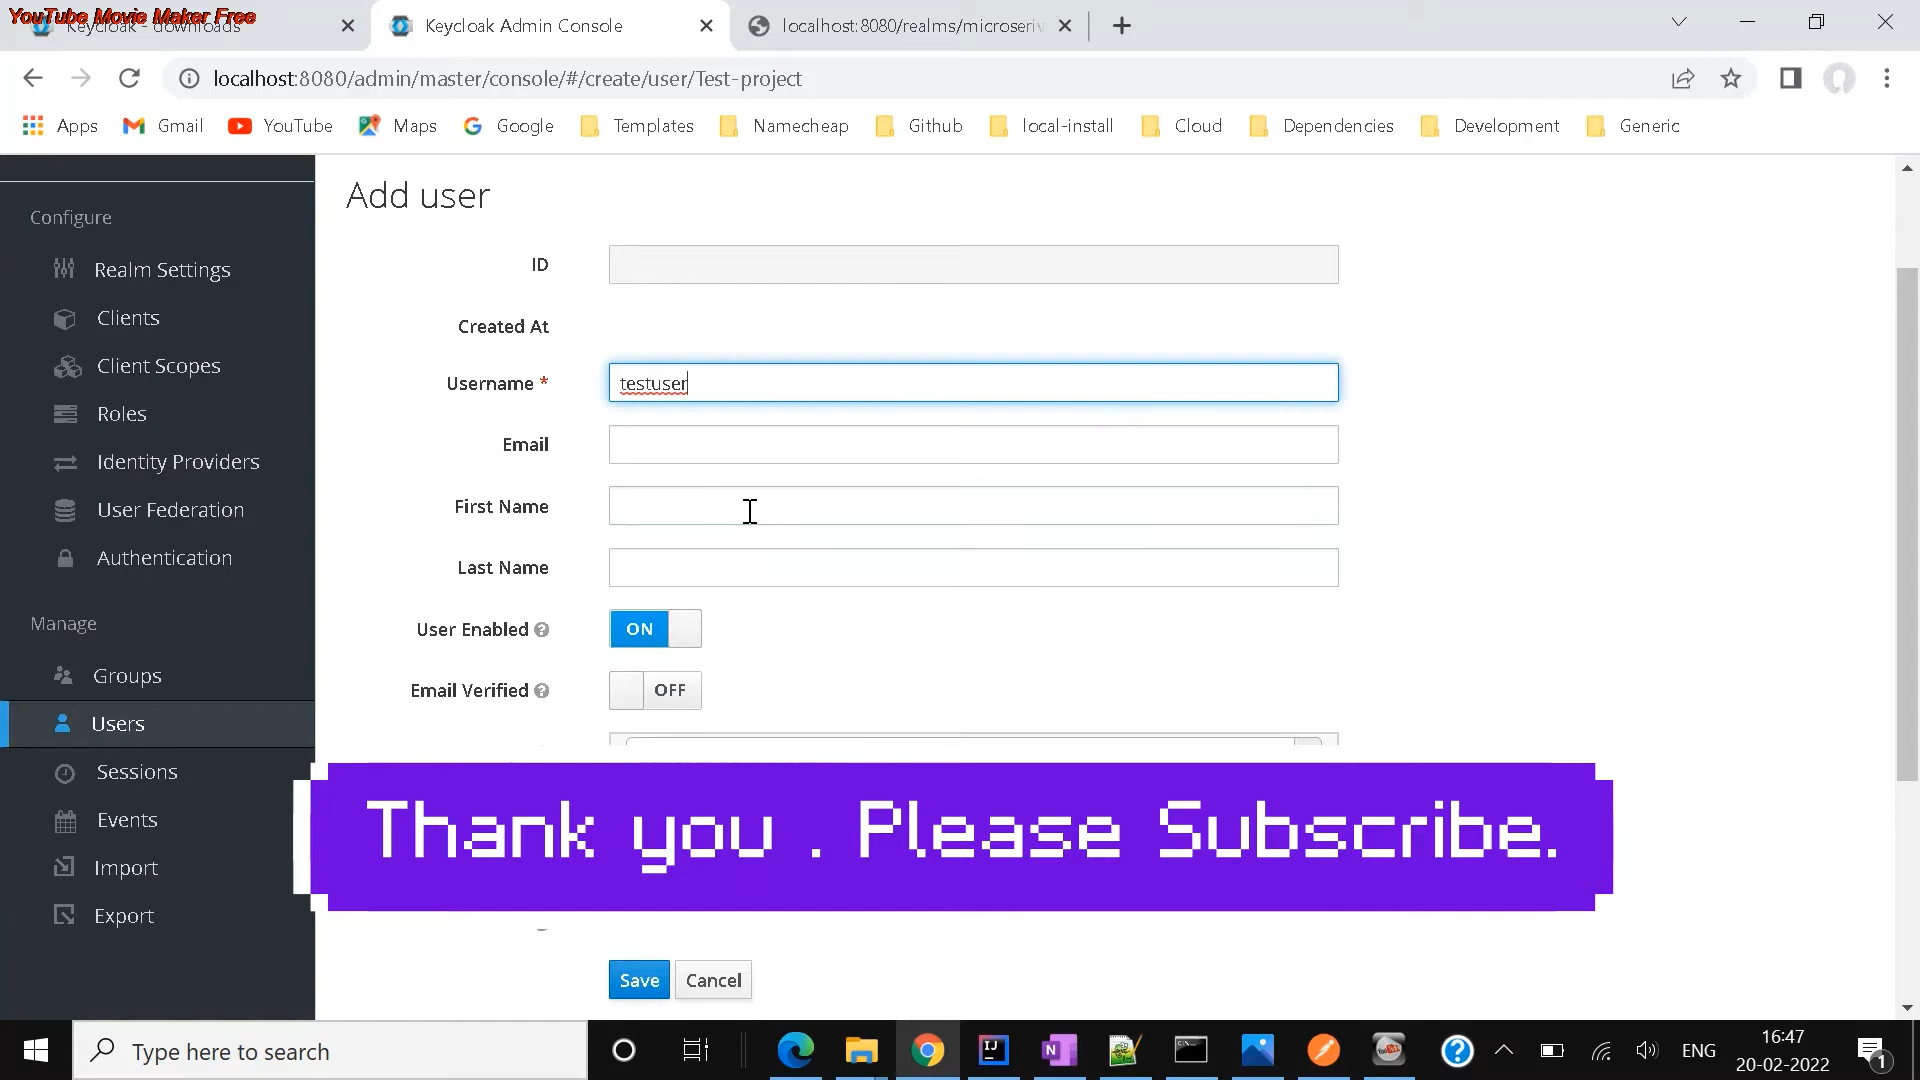 YouTube Movie Maker Free
Keycloak - downloads
Keycloak Admin Console
localhost:8080/realms/microseriv
localhost:8080/admin/master/console/#/create/user/Test-project
Apps
Gmail
YouTube
Maps
Google
Templates
Namecheap
Github
local-install
Cloud
Dependencies
Development
Generic
Configure
Realm Settings
Clients
Client Scopes
Roles
Identity Providers
User Federation
Authentication
Manage
Groups
Users
Sessions
Events
Import
Export
Add user
ID
Created At
Username *
testuser
Email
First Name
Last Name
User Enabled
ON
Email Verified
OFF
Thank you . Please Subscribe.
Save
Cancel
Type here to search
ENG
16:47
20-02-2022
1